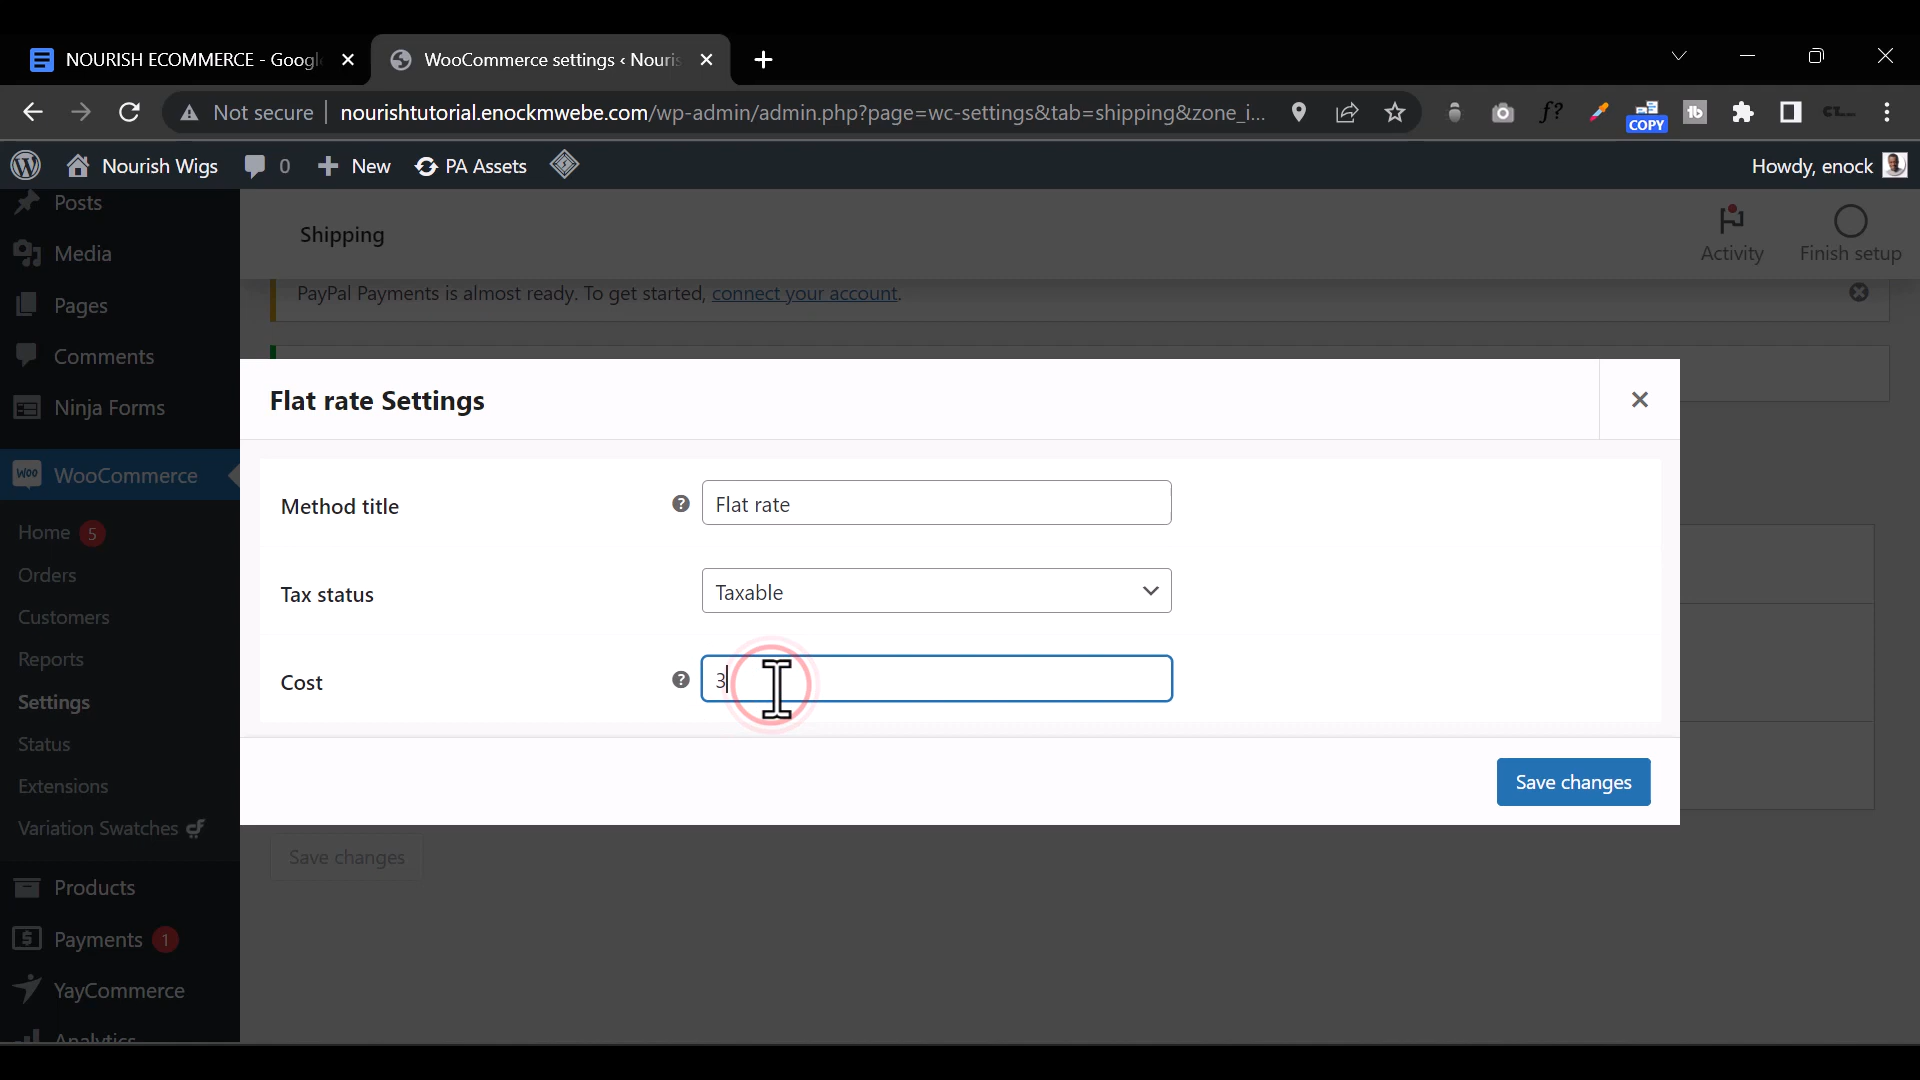 NOURISH ECOMMERCE - Googl
WooCommerce settings ‹ Nouris
Not secure
nourishtutorial.enockmwebe.com/wp-admin/admin.php?page=wc-settings&tab=shipping&zone_i...
f?
COPY
tb
Nourish Wigs
0
New
PA Assets
Howdy, enock
Posts
Media
Pages
Comments
Ninja Forms
Woo
WooCommerce
Home 5
Orders
Customers
Reports
Settings
Status
Extensions
Variation Swatches
Products
Payments 1
YayCommerce
Analytics
Shipping
Activity
Finish setup
PayPal Payments is almost ready. To get started, connect your account.
Flat rate Settings
Method title
Flat rate
Tax status
Taxable
Cost
3
Save changes
Save changes